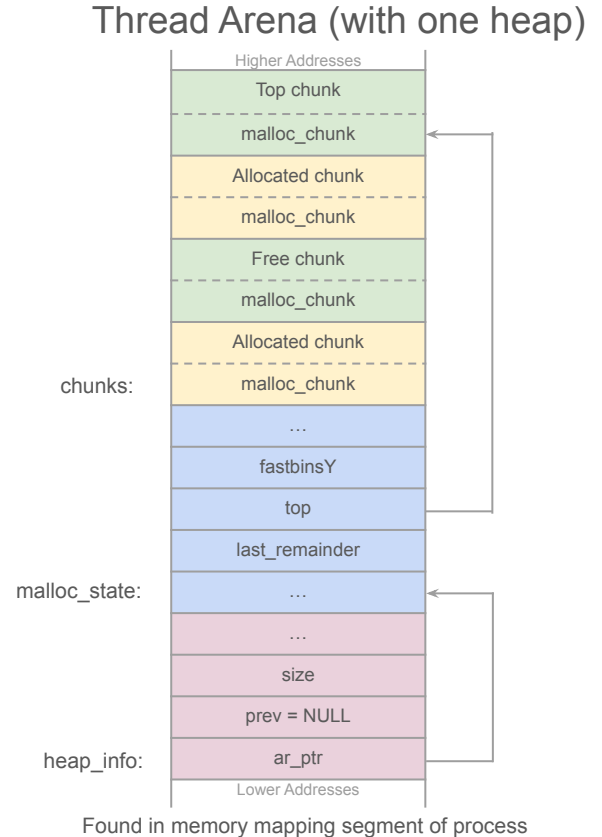 Thread Arena (with one heap)
Higher Addresses
Top chunk
malloc_chunk
Allocated chunk
malloc_chunk
Free chunk
malloc_chunk
Allocated chunk
chunks:
malloc_chunk
…
fastbinsY
top
last_remainder
malloc_state:
…
…
size
prev = NULL
heap_info:
ar_ptr
Lower Addresses
Found in memory mapping segment of process